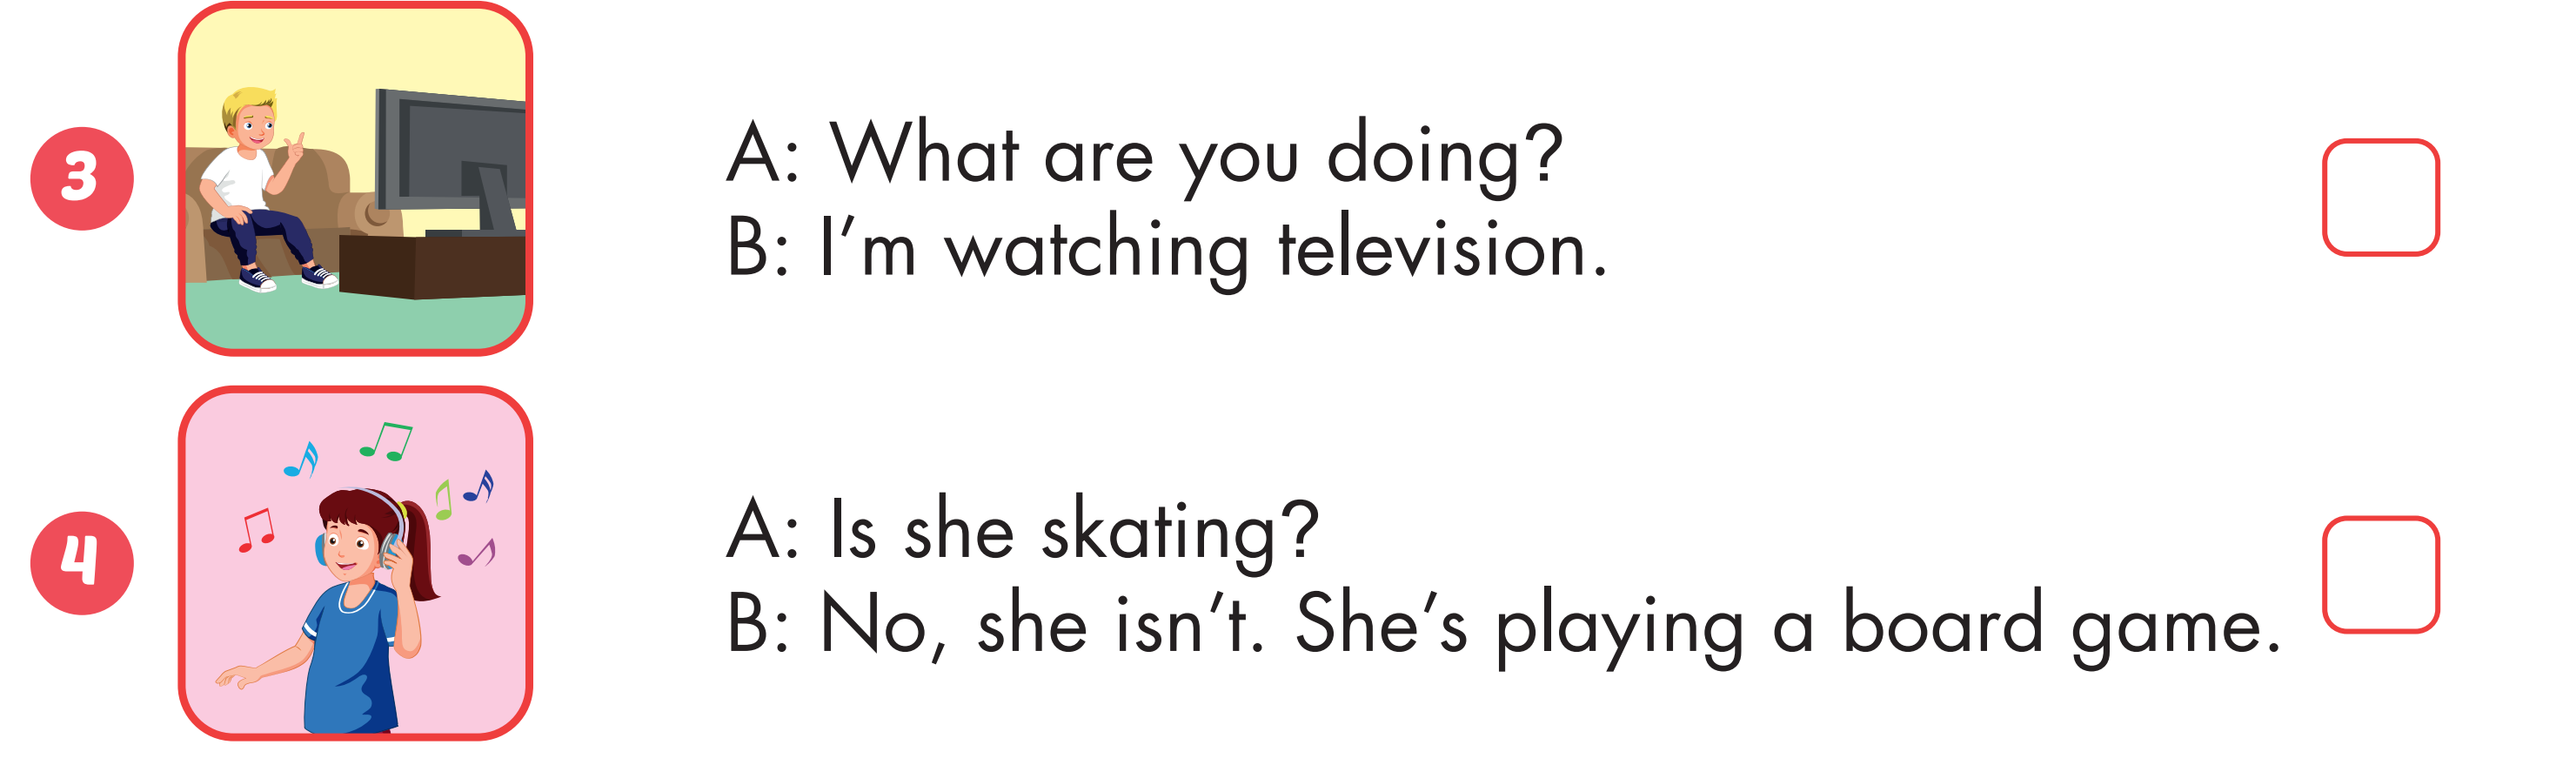 3
A: What are you doing?
B: I’m watching television.
4
A: Is she skating?
B: No, she isn’t. She’s playing a board game.